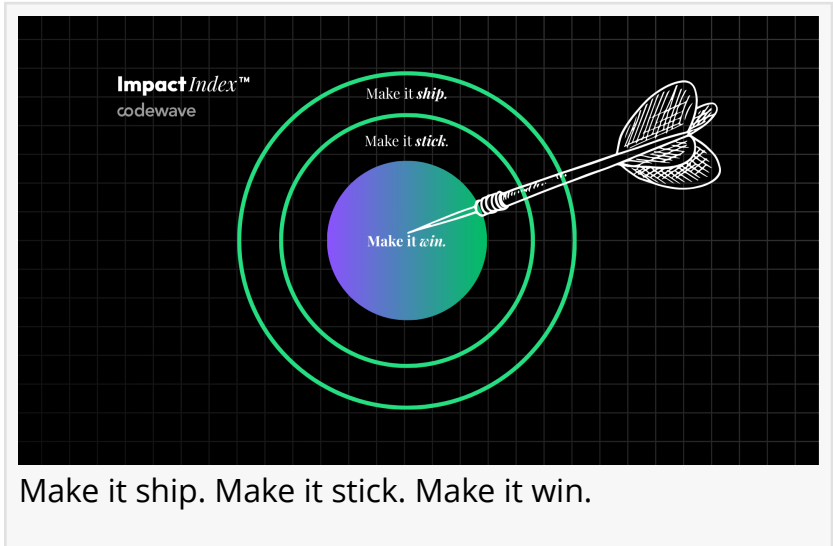 Impact Index™
codewave
Make it ship.
Make it stick.
Make it win.
Make it ship. Make it stick. Make it win.